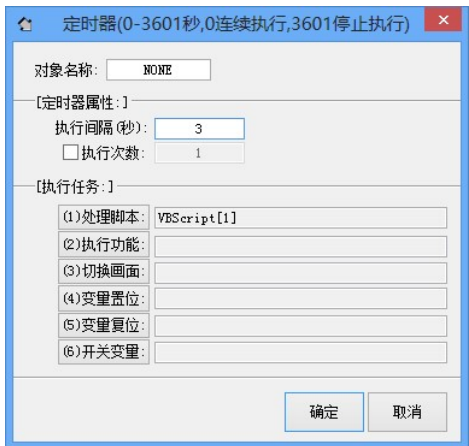 定时器(0-3601秒,0连续执行,3601停止执行)
对象名称: NONE
[定时器属性:]
执行间隔(秒): 3
执行次数: 1
[执行任务:]
(1)处理脚本: VBScript[1]
(2)执行功能:
(3)切换画面:
(4)变量置位:
(5)变量复位:
(6)开关变量:
确定 取消